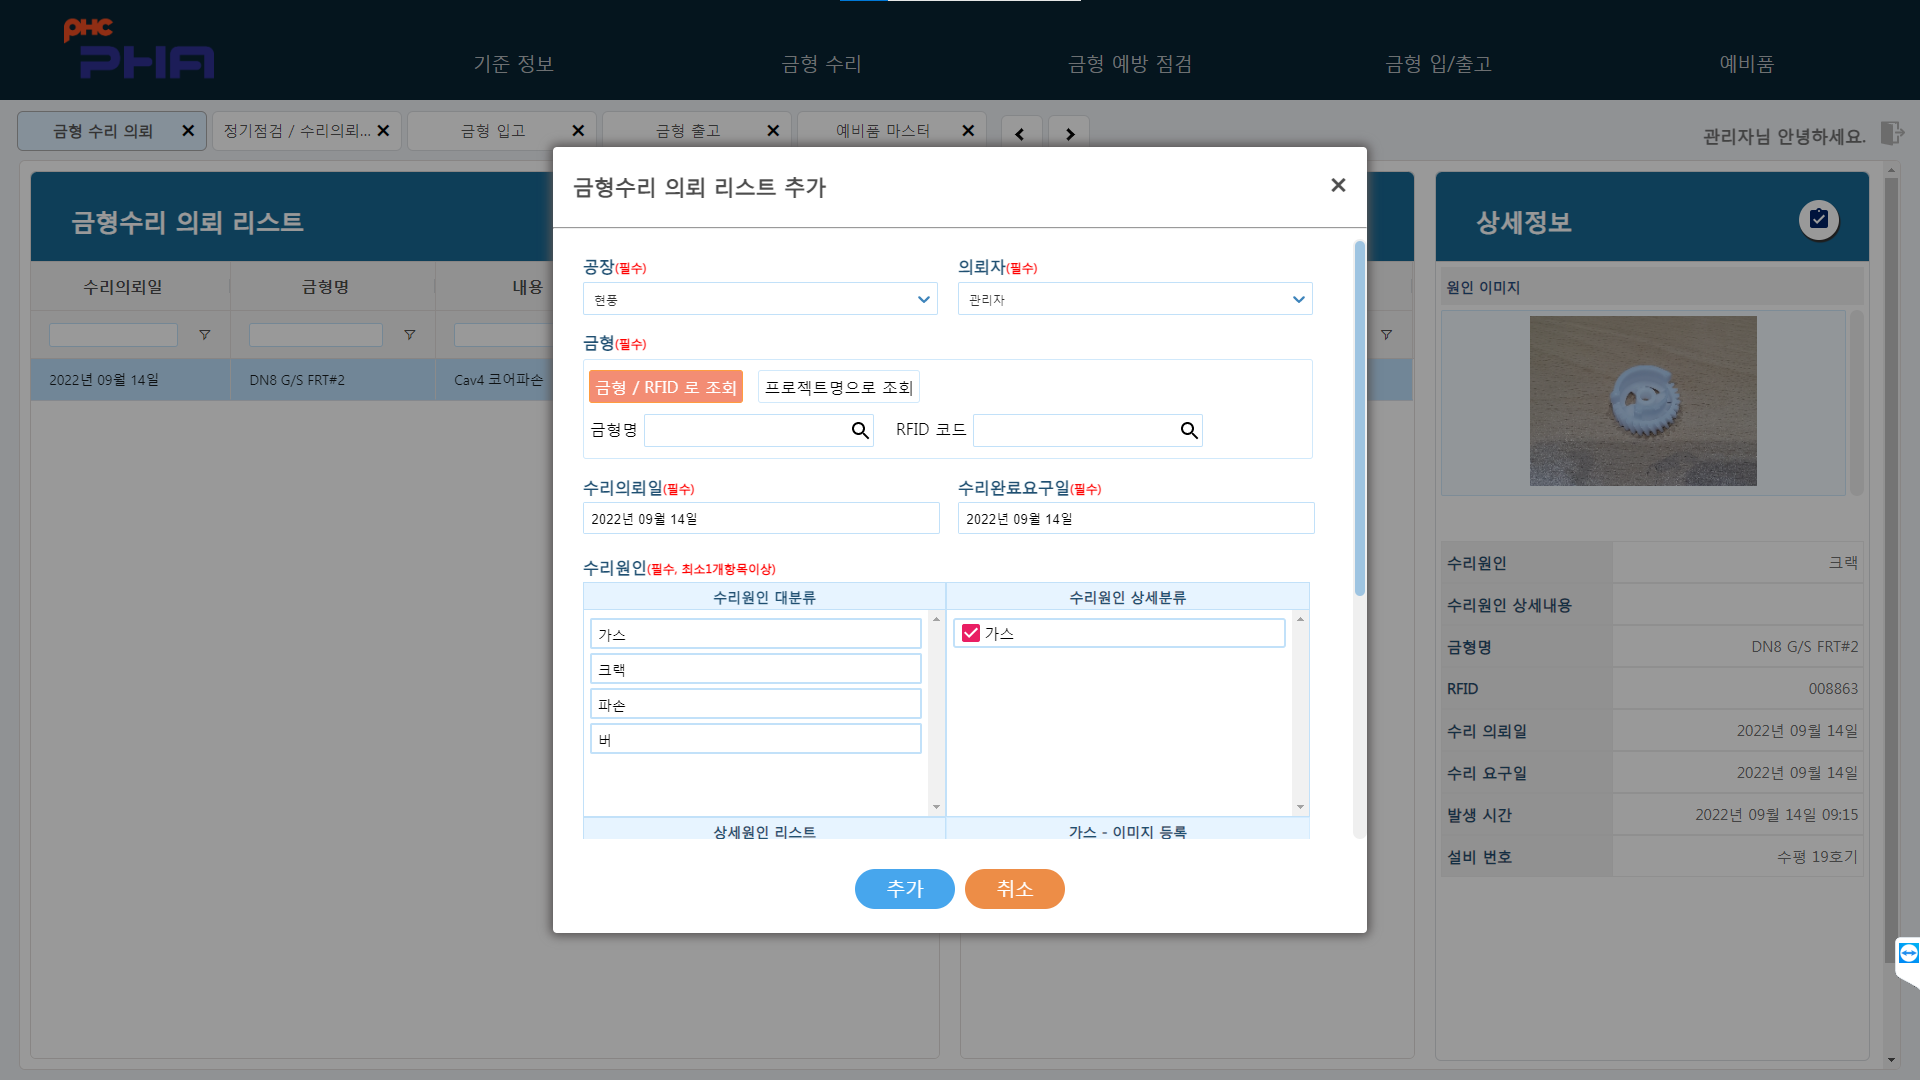 PHC
PHA
기준 정보
금형 수리
금형 예방 점검
금형 입/출고
예비품
금형 수리 의뢰
정기점검 / 수리의뢰...
금형 입고
금형 출고
예비품 마스터
관리자님 안녕하세요.
금형수리 의뢰 리스트
수리의뢰일
금형명
내용
2022년 09월 14일
DN8 G/S FRT#2
Cav4 코어파손
금형수리 의뢰 리스트 추가
공장(필수)
의뢰자(필수)
현풍
관리자
금형(필수)
금형 / RFID 로 조회
프로젝트명으로 조회
금형명
RFID 코드
수리의뢰일(필수)
수리완료요구일(필수)
2022년 09월 14일
2022년 09월 14일
수리원인(필수, 최소1개항목이상)
수리원인 대분류
수리원인 상세분류
가스
가스
크랙
파손
버
상세원인 리스트
가스 - 이미지 등록
추가
취소
상세정보
원인 이미지
수리원인
크랙
수리원인 상세내용
금형명
DN8 G/S FRT#2
RFID
008863
수리 의뢰일
2022년 09월 14일
수리 요구일
2022년 09월 14일
발생 시간
2022년 09월 14일 09:15
설비 번호
수평 19호기